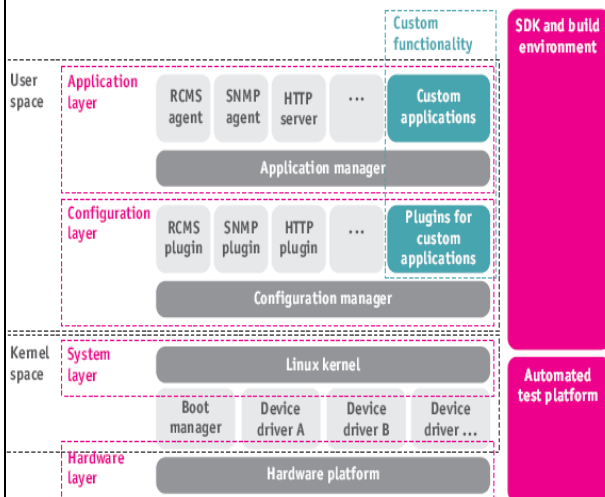 Custom
functionality
SDK and build
environment
User
space
Application
layer
RCMS
agent
SNMP
agent
HTTP
server
...
Custom
applications
Application manager
Configuration
layer
RCMS
plugin
SNMP
plugin
HTTP
plugin
...
Plugins for
custom
applications
Configuration manager
Kernel
space
System
layer
Linux kernel
Automated
test platform
Boot
manager
Device
driver A
Device
driver B
Device
driver ...
Hardware
layer
Hardware platform